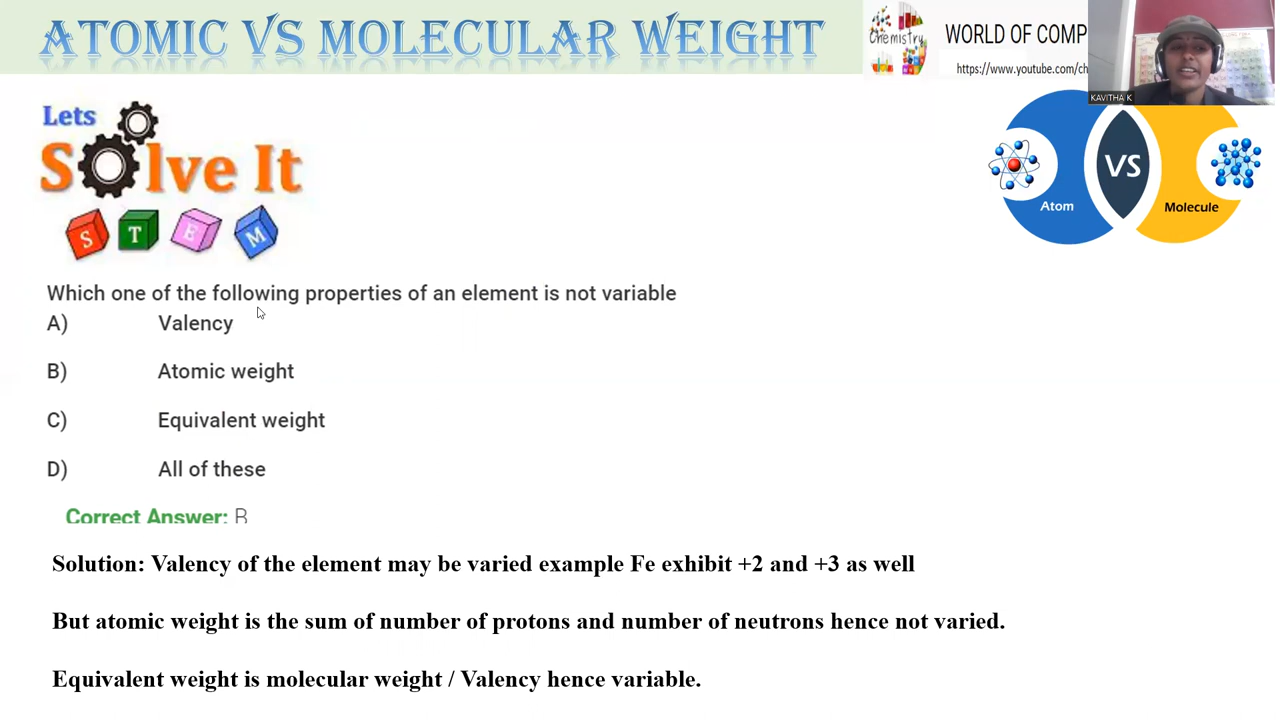 ATOMIC VS MOLECULAR WEIGHT
Chemistry
WORLD OF COMP
https://www.youtube.com/ch
KAVITHA K
Lets
Solve It
S T E M
Atom
VS
Molecule
Which one of the following properties of an element is not variable
A) Valency
B) Atomic weight
C) Equivalent weight
D) All of these
Correct Answer: B
Solution: Valency of the element may be varied example Fe exhibit +2 and +3 as well
But atomic weight is the sum of number of protons and number of neutrons hence not varied.
Equivalent weight is molecular weight / Valency hence variable.